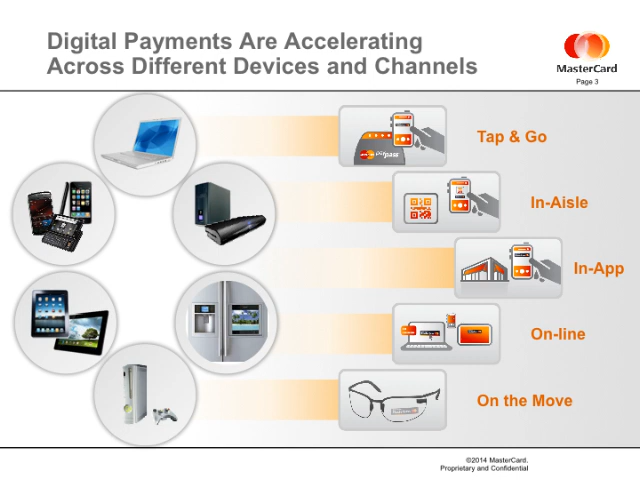 Digital Payments Are Accelerating
Across Different Devices and Channels
MasterCard
Page 3
Tap & Go
In-Aisle
In-App
On-line
On the Move
©2014 MasterCard.
Proprietary and Confidential